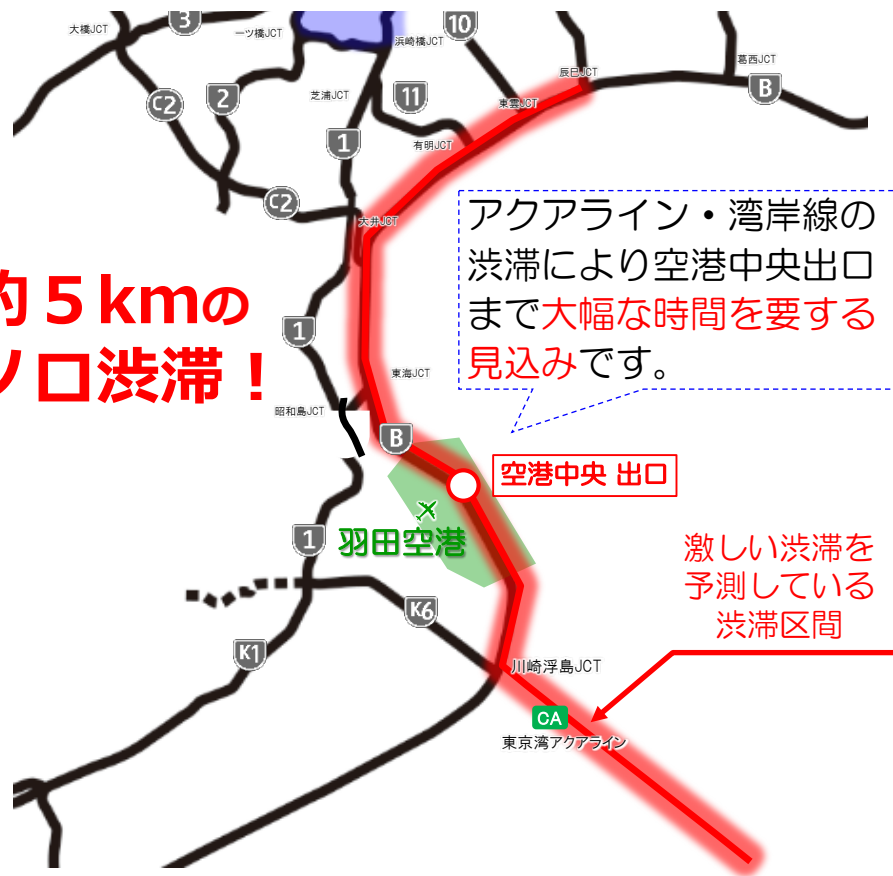 大橋JCT
3
一ツ橋JCT
浜崎橋JCT
10
辰巳JCT
葛西JCT
B
C2
2
芝浦JCT
11
東雲JCT
1
有明JCT
C2
大井JCT
アクアライン・湾岸線の
渋滞により空港中央出口
まで大幅な時間を要する
見込みです。
約５kmの
ノロ渋滞！
1
東海JCT
昭和島JCT
B
空港中央 出口
1
羽田空港
激しい渋滞を
予測している
渋滞区間
K6
K1
川崎浮島JCT
CA
東京湾アクアライン